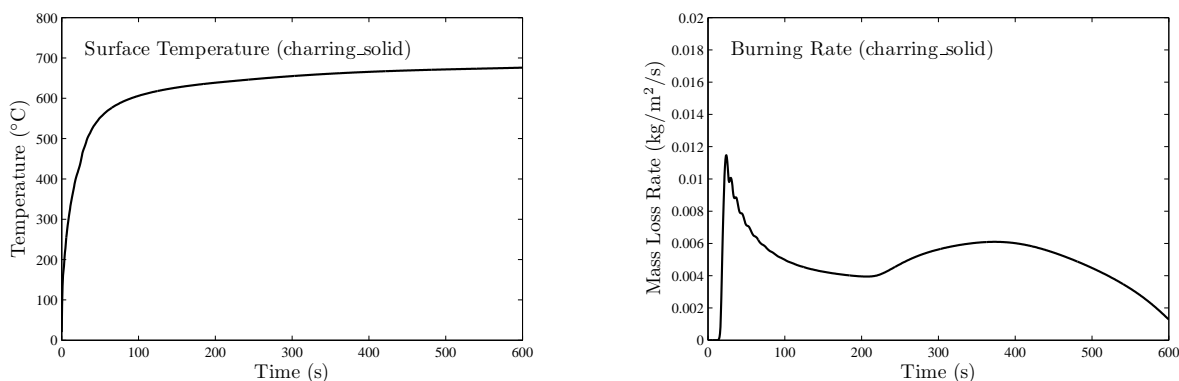 Surface Temperature (charring_solid)
Temperature (°C)
800
700
600
500
400
300
200
100
0
0 100 200 300 400 500 600
Time (s)
Burning Rate (charring_solid)
Mass Loss Rate (kg/m²/s)
0.02
0.018
0.016
0.014
0.012
0.01
0.008
0.006
0.004
0.002
0
0 100 200 300 400 500 600
Time (s)